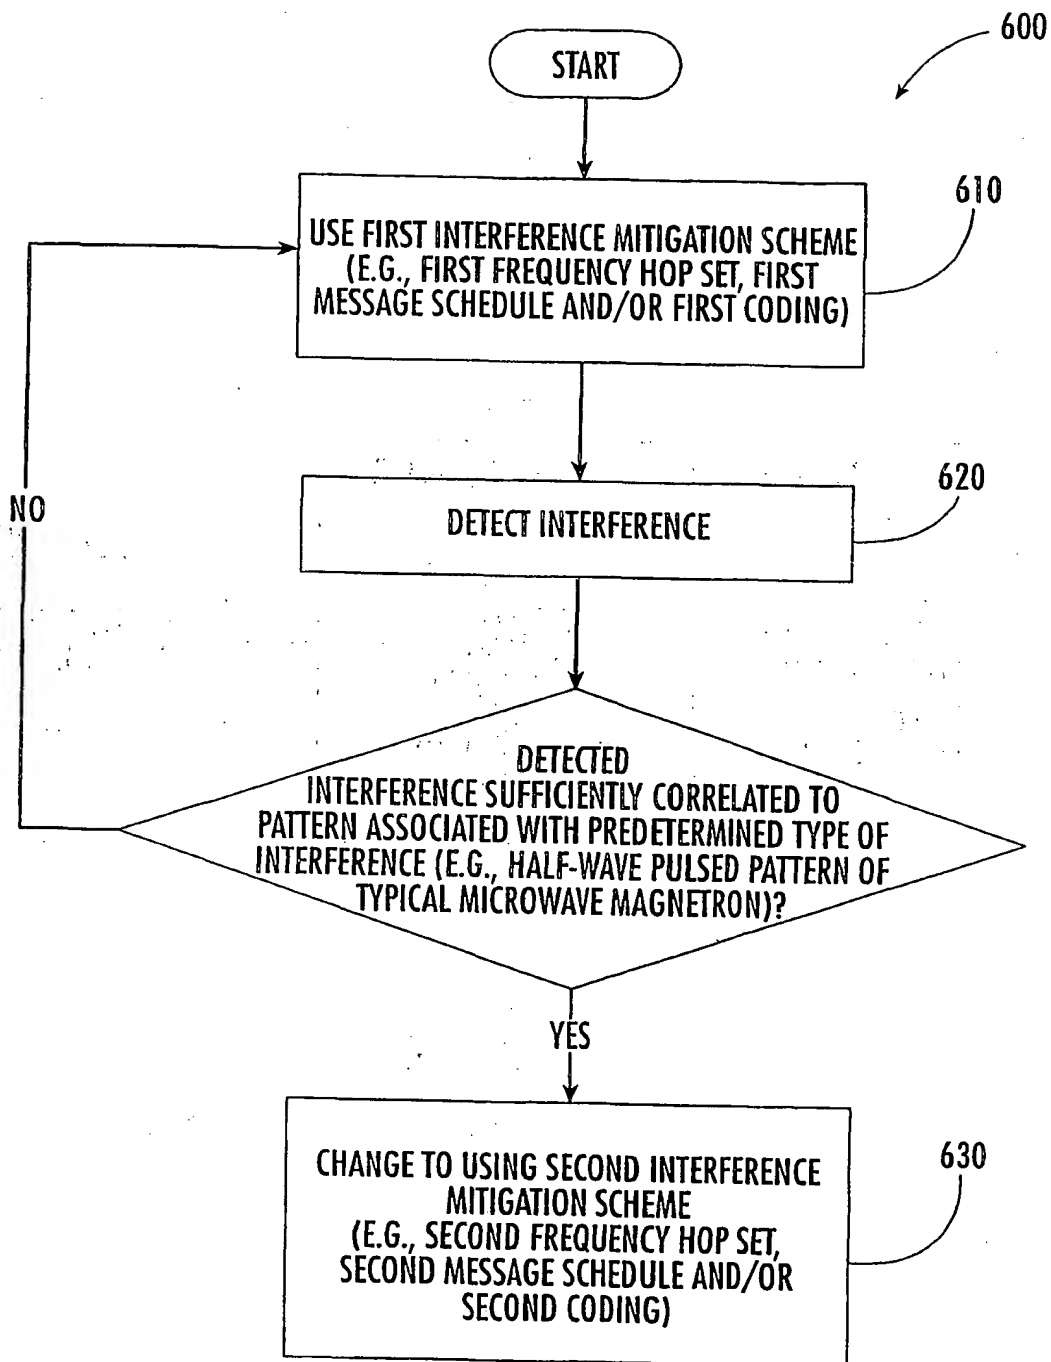 600
START
610
USE FIRST INTERFERENCE MITIGATION SCHEME
(E.G., FIRST FREQUENCY HOP SET, FIRST
MESSAGE SCHEDULE AND/OR FIRST CODING)
620
DETECT INTERFERENCE
NO
DETECTED
INTERFERENCE SUFFICIENTLY CORRELATED TO
PATTERN ASSOCIATED WITH PREDETERMINED TYPE OF
INTERFERENCE (E.G., HALF-WAVE PULSED PATTERN OF
TYPICAL MICROWAVE MAGNETRON)?
YES
630
CHANGE TO USING SECOND INTERFERENCE
MITIGATION SCHEME
(E.G., SECOND FREQUENCY HOP SET,
SECOND MESSAGE SCHEDULE AND/OR
SECOND CODING)